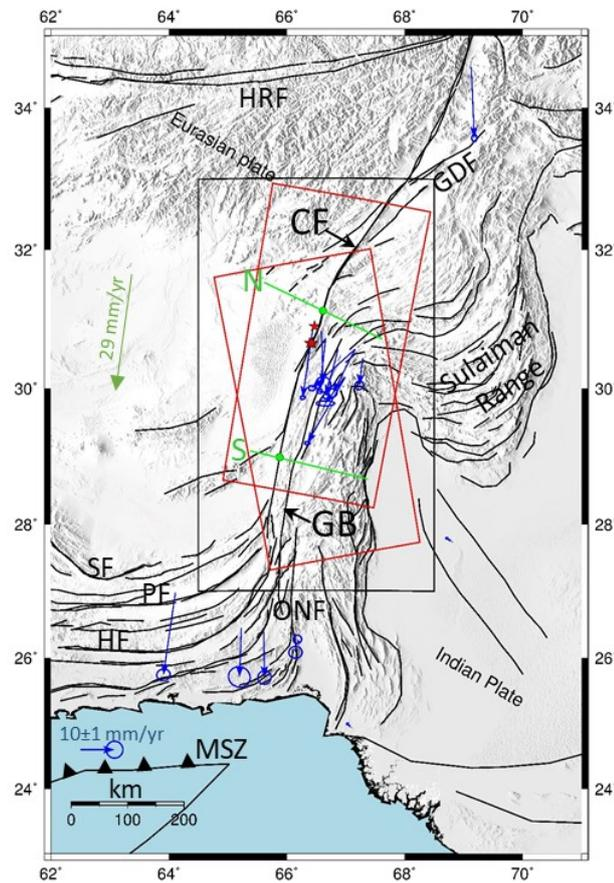 62˚ 64˚ 66˚ 68˚ 70˚
34˚ 34˚
HRF
Eurasian plate
GDF
32˚ 32˚
CF
N
29 mm/yr
Sulaiman
Range
30˚ 30˚
S
GB
28˚ 28˚
SF
PF
ONF
HF
26˚ 26˚
Indian Plate
10±1 mm/yr
MSZ
km
24˚ 24˚
0 100 200
62˚ 64˚ 66˚ 68˚ 70˚